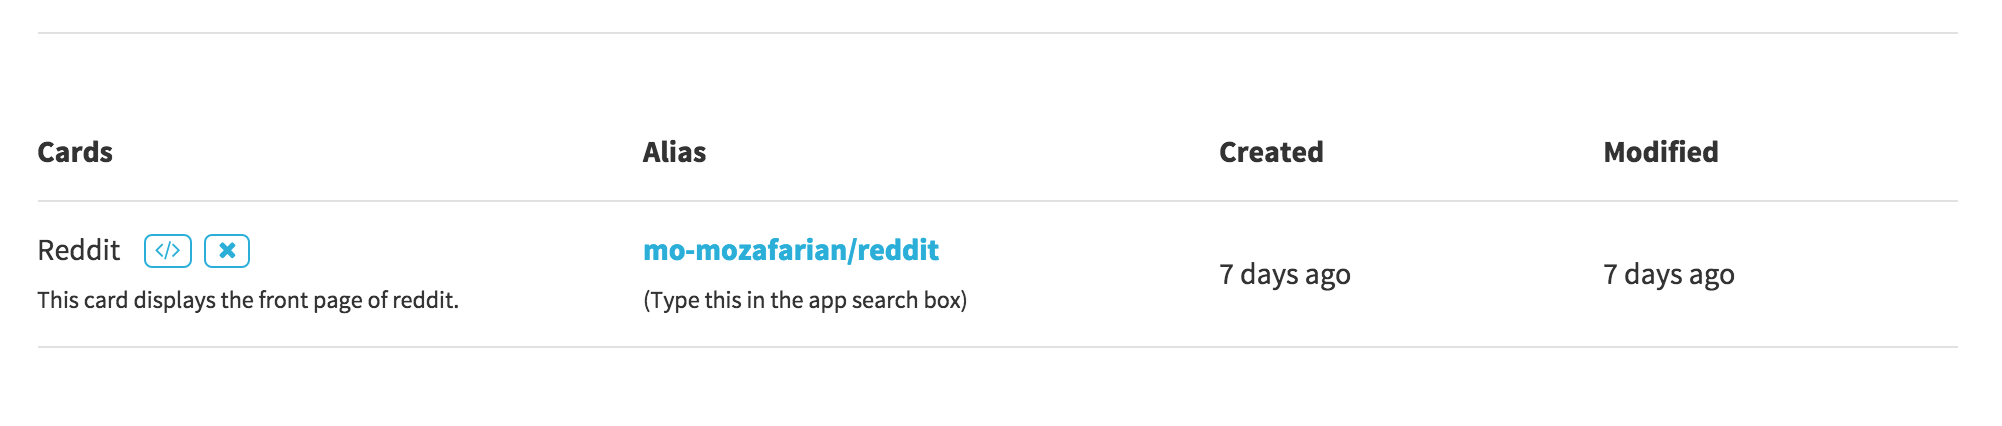 Cards Alias Created Modified
Reddit </> ✖ mo-mozafarian/reddit
7 days ago 7 days ago
This card displays the front page of reddit. (Type this in the app search box)